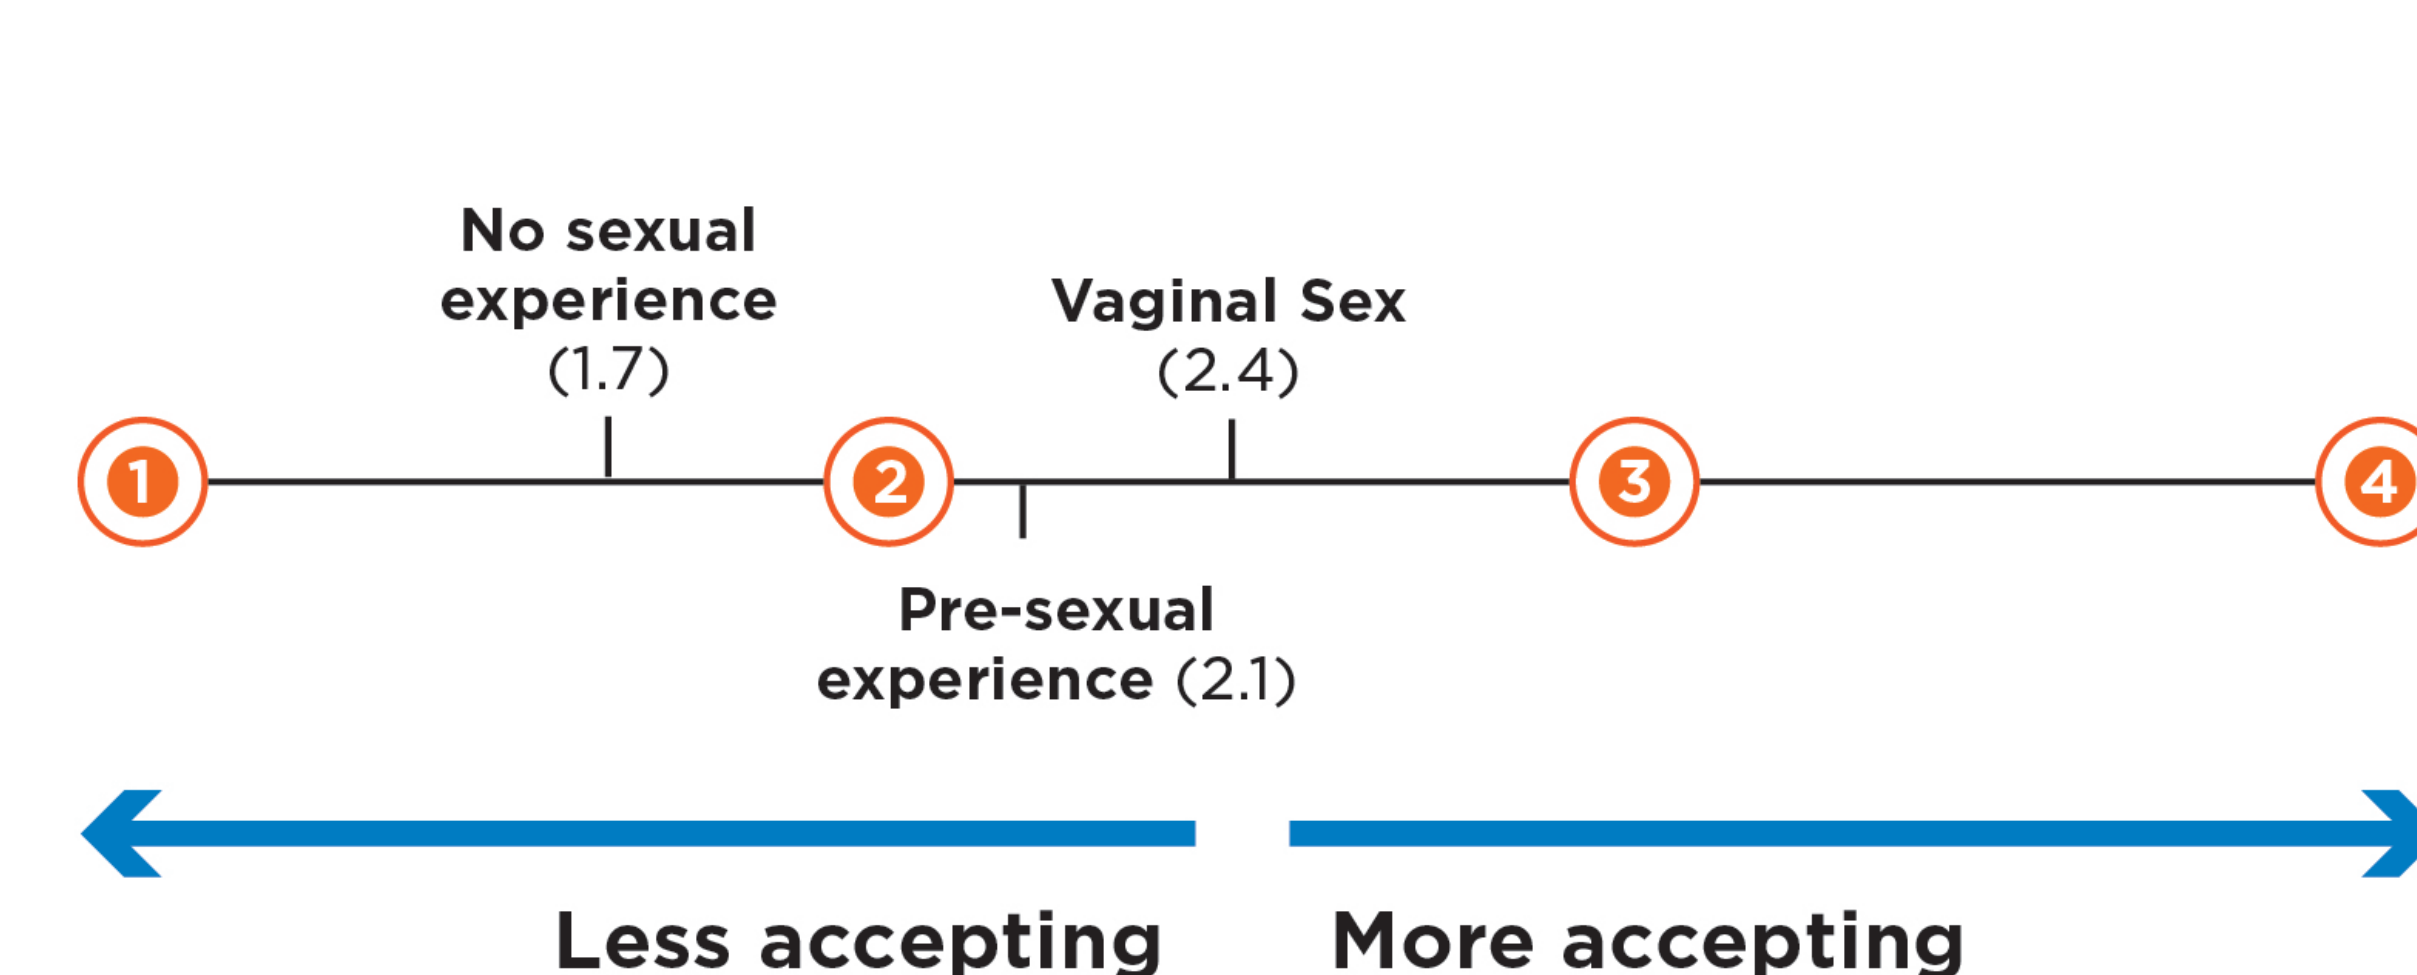 No sexual
experience
(1.7)
Vaginal Sex
(2.4)
1
2
3
4
Pre-sexual
experience (2.1)
Less accepting
More accepting